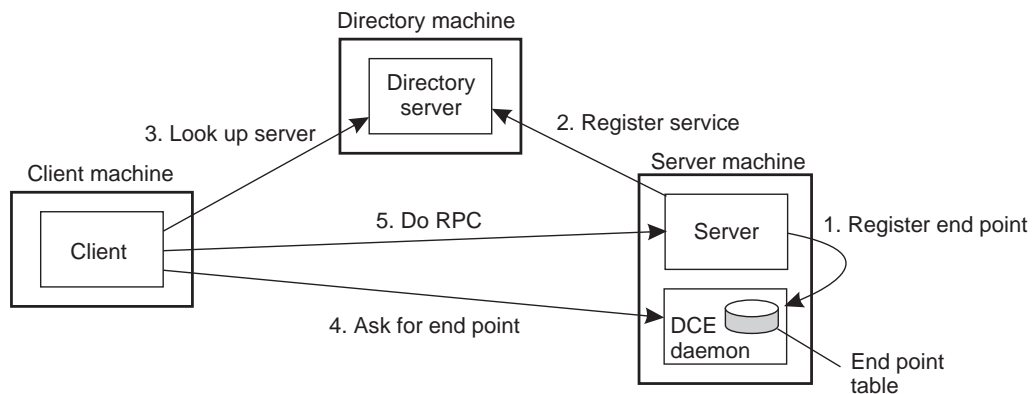 Directory machine
Directory
server
3. Look up server
2. Register service
Client machine
Server machine
Client
5. Do RPC
Server
1. Register end point
4. Ask for end point
DCE
daemon
End point
table